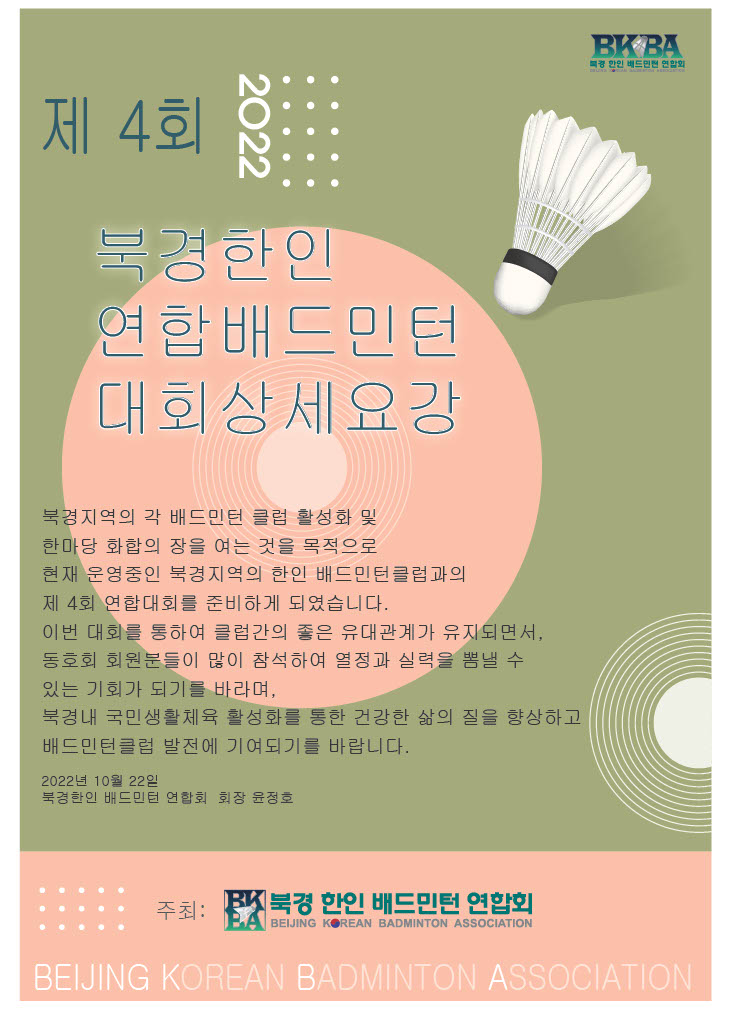 BKBA
북경 한인 배드민턴 연합회
BEIJING KOREAN BADMINTON ASSOCIATION
제 4회
2022
북경한인
연합배드민턴
대회상세요강
북경지역의 각 배드민턴 클럽 활성화 및
한마당 화합의 장을 여는 것을 목적으로
현재 운영중인 북경지역의 한인 배드민턴클럽과의
제 4회 연합대회를 준비하게 되었습니다.
이번 대회를 통하여 클럽간의 좋은 유대관계가 유지되면서,
동호회 회원분들이 많이 참석하여 열정과 실력을 뽐낼 수
있는 기회가 되기를 바라며,
북경내 국민생활체육 활성화를 통한 건강한 삶의 질을 향상하고
배드민턴클럽 발전에 기여되기를 바랍니다.
2022년 10월 22일
북경한인 배드민턴 연합회 회장 윤정호
주최:
BK
BA
북경 한인 배드민턴 연합회
BEIJING KOREAN BADMINTON ASSOCIATION
BEIJING KOREAN BADMINTON ASSOCIATION